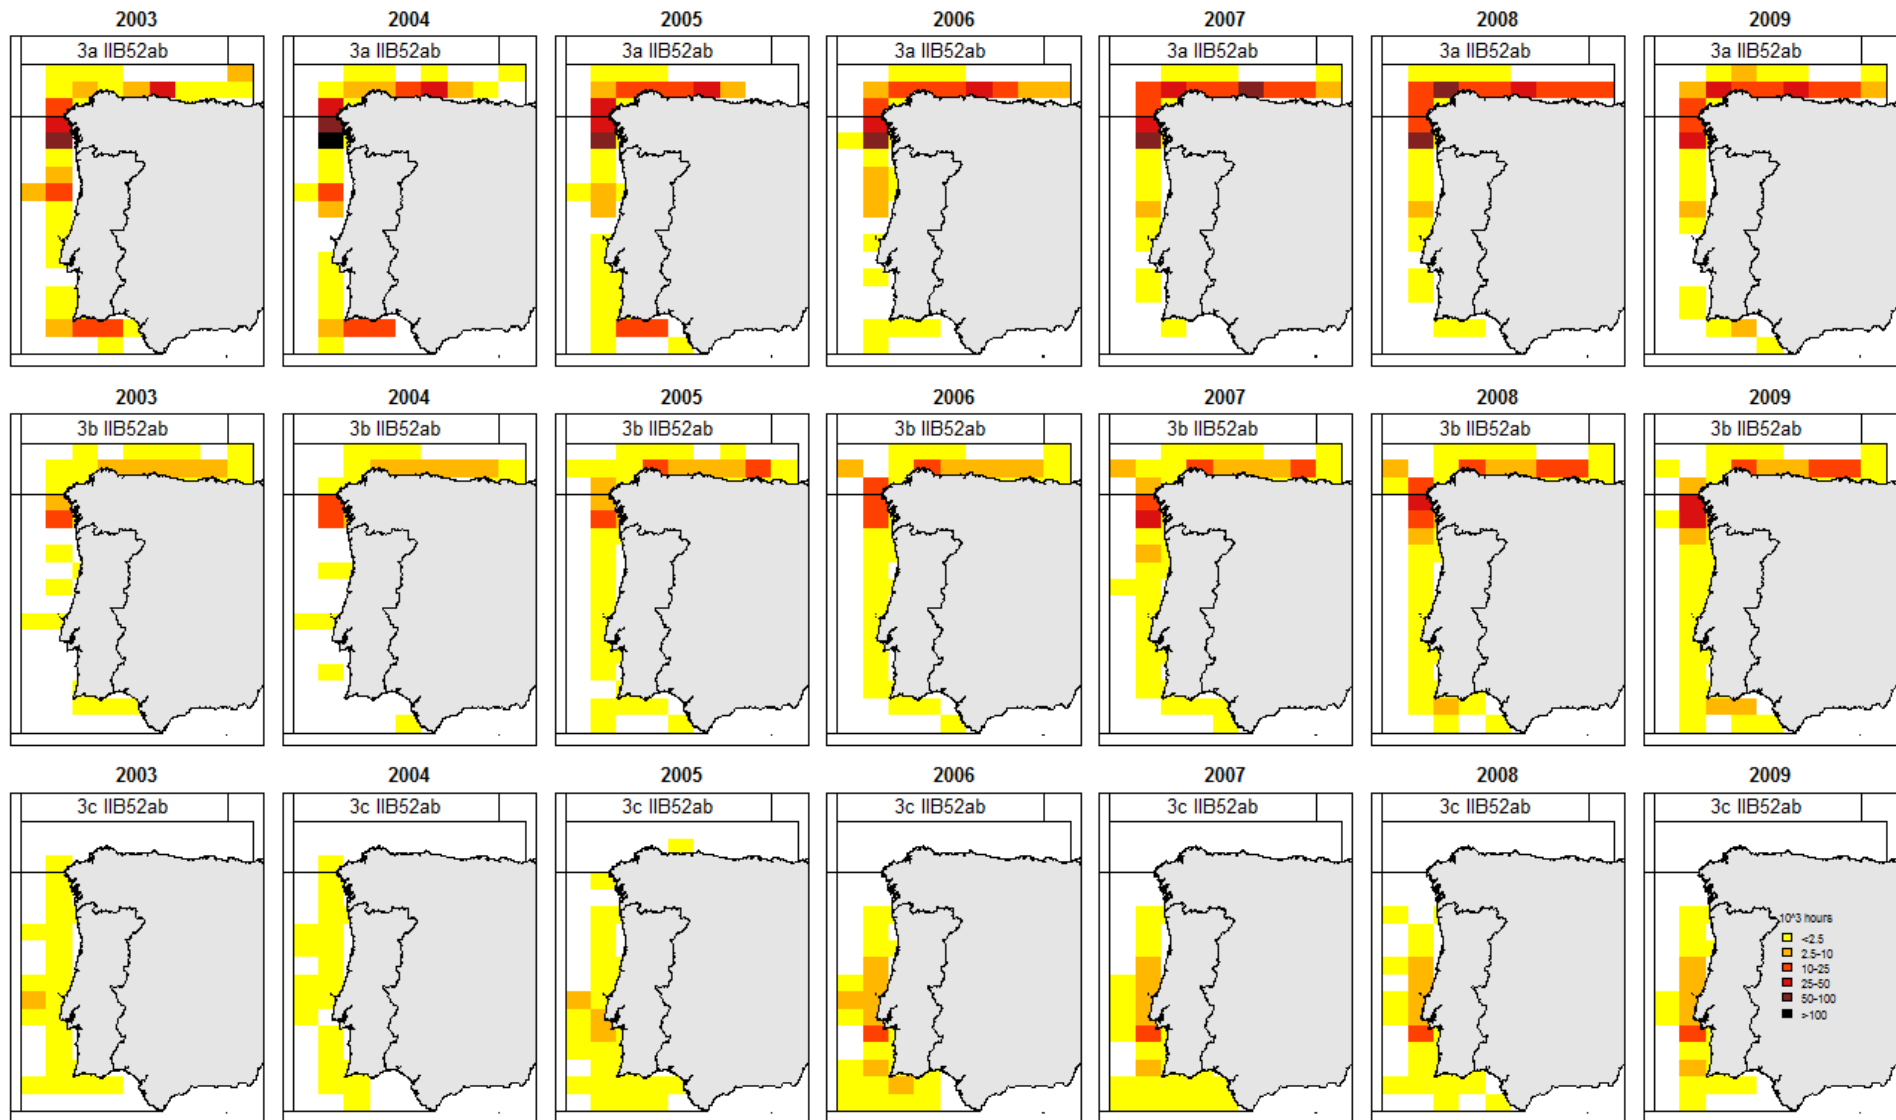 2003 2004 2005 2006 2007 2008 2009
3a IIB52ab 3a IIB52ab 3a IIB52ab 3a IIB52ab 3a IIB52ab 3a IIB52ab 3a IIB52ab
2003 2004 2005 2006 2007 2008 2009
3b IIB52ab 3b IIB52ab 3b IIB52ab 3b IIB52ab 3b IIB52ab 3b IIB52ab 3b IIB52ab
2003 2004 2005 2006 2007 2008 2009
3c IIB52ab 3c IIB52ab 3c IIB52ab 3c IIB52ab 3c IIB52ab 3c IIB52ab 3c IIB52ab
10^3 hours
<2.5
2.5-10
10-25
25-50
50-100
>100